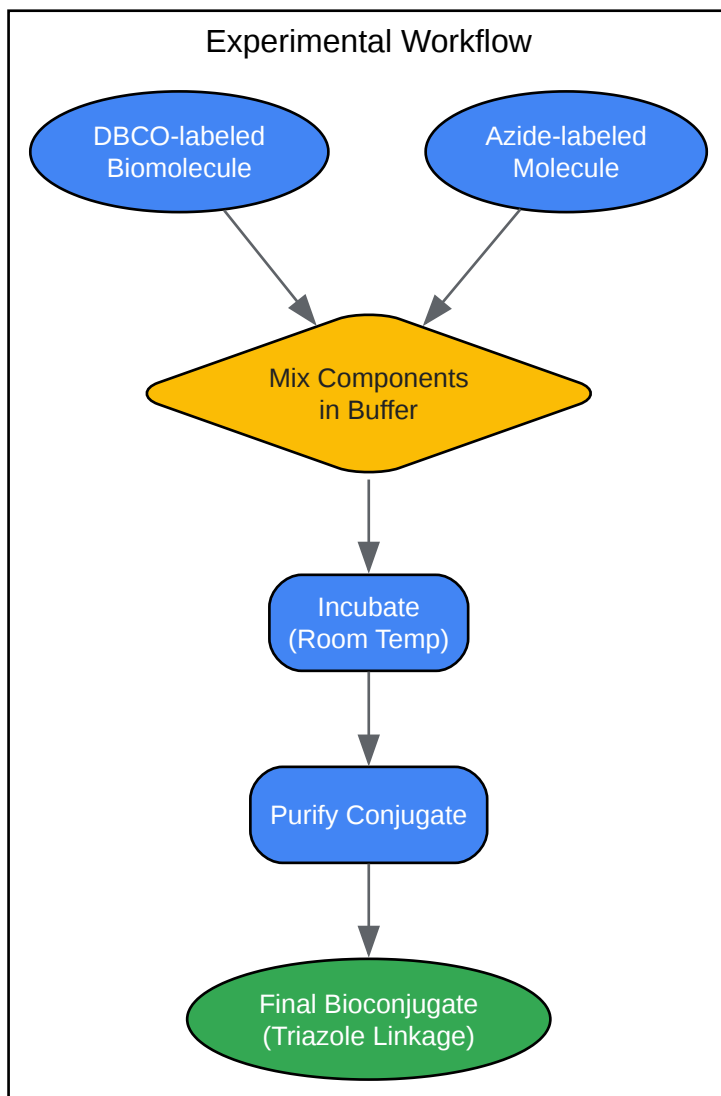 Experimental Workflow
DBCO-labeled
Biomolecule
Azide-labeled
Molecule
Mix Components
in Buffer
Incubate
(Room Temp)
Purify Conjugate
Final Bioconjugate
(Triazole Linkage)